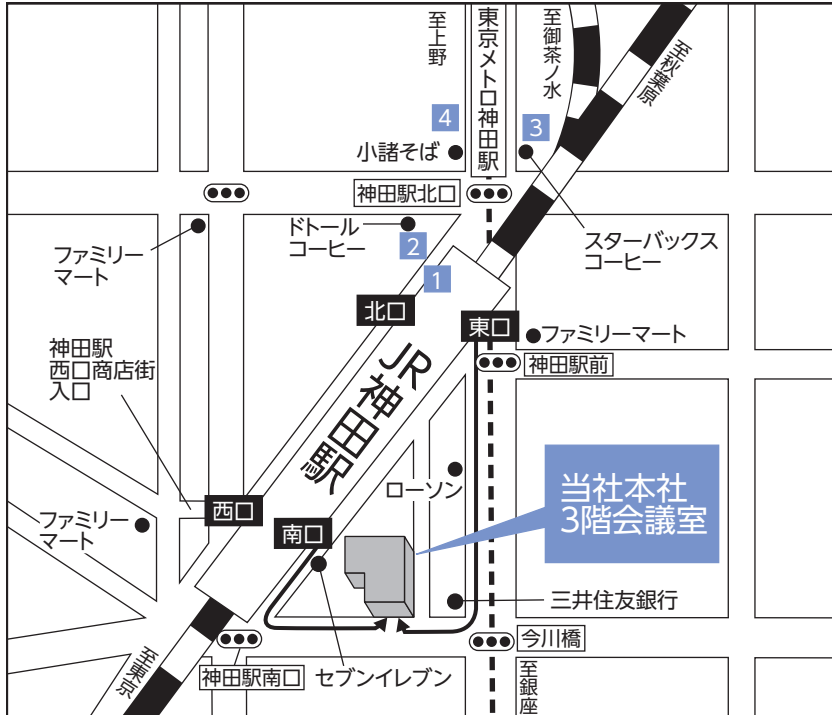 至上野
東京メトロ神田駅
至御茶ノ水
至秋葉原
4
3
小諸そば
神田駅北口
ドトール
コーヒー
スターバックス
コーヒー
ファミリー
マート
2
1
北口
東口
ファミリーマート
神田駅前
神田駅
西口商店街
入口
JR神田駅
ローソン
当社本社
3階会議室
西口
南口
ファミリー
マート
三井住友銀行
今川橋
至東京
神田駅南口
セブンイレブン
至銀座